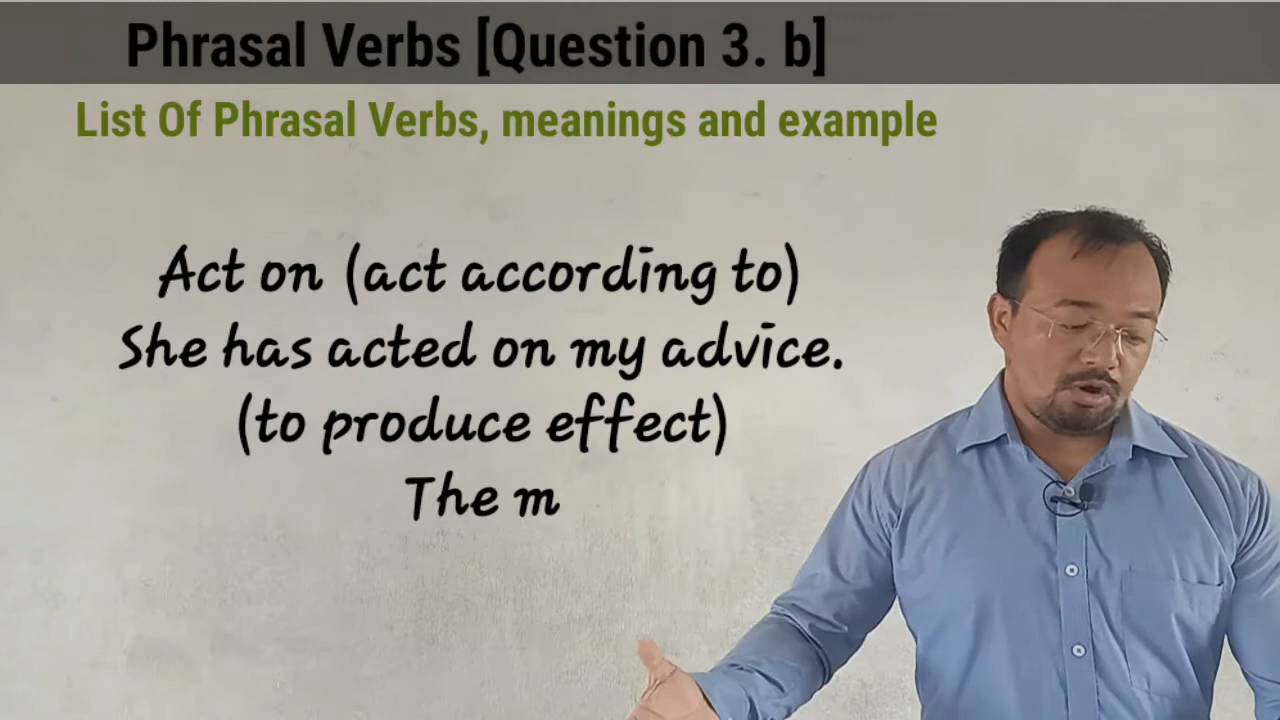 Phrasal Verbs [Question 3. b]
List Of Phrasal Verbs, meanings and example
Act on (act according to)
She has acted on my advice.
(to produce effect)
The m